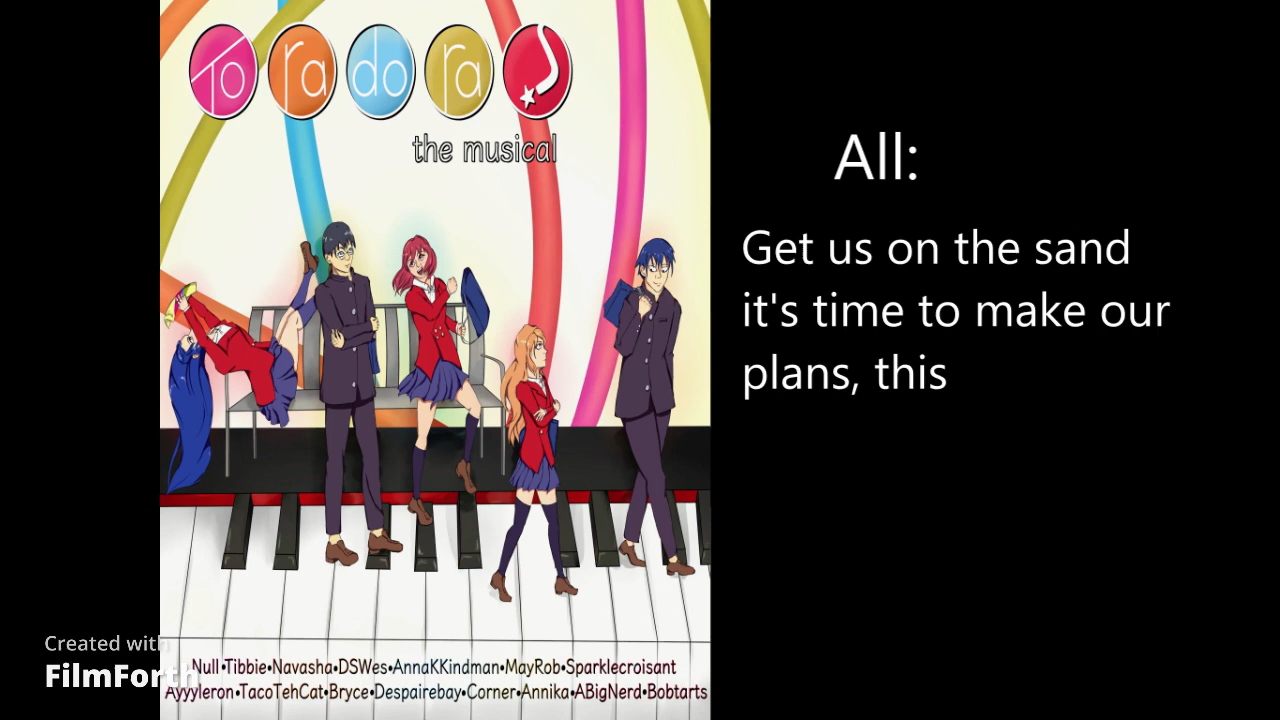 To ra do ra
the musical
All:
Get us on the sand
it's time to make our
plans, this
Created with
FilmForth
Null•Tibbie•Navasha•DSWes•AnnaKKindman•MayRob•Sparklecroisant
Ayyyleron•TacoTehCat•Bryce•Despairebay•Corner•Annika•ABigNerd•Bobtarts